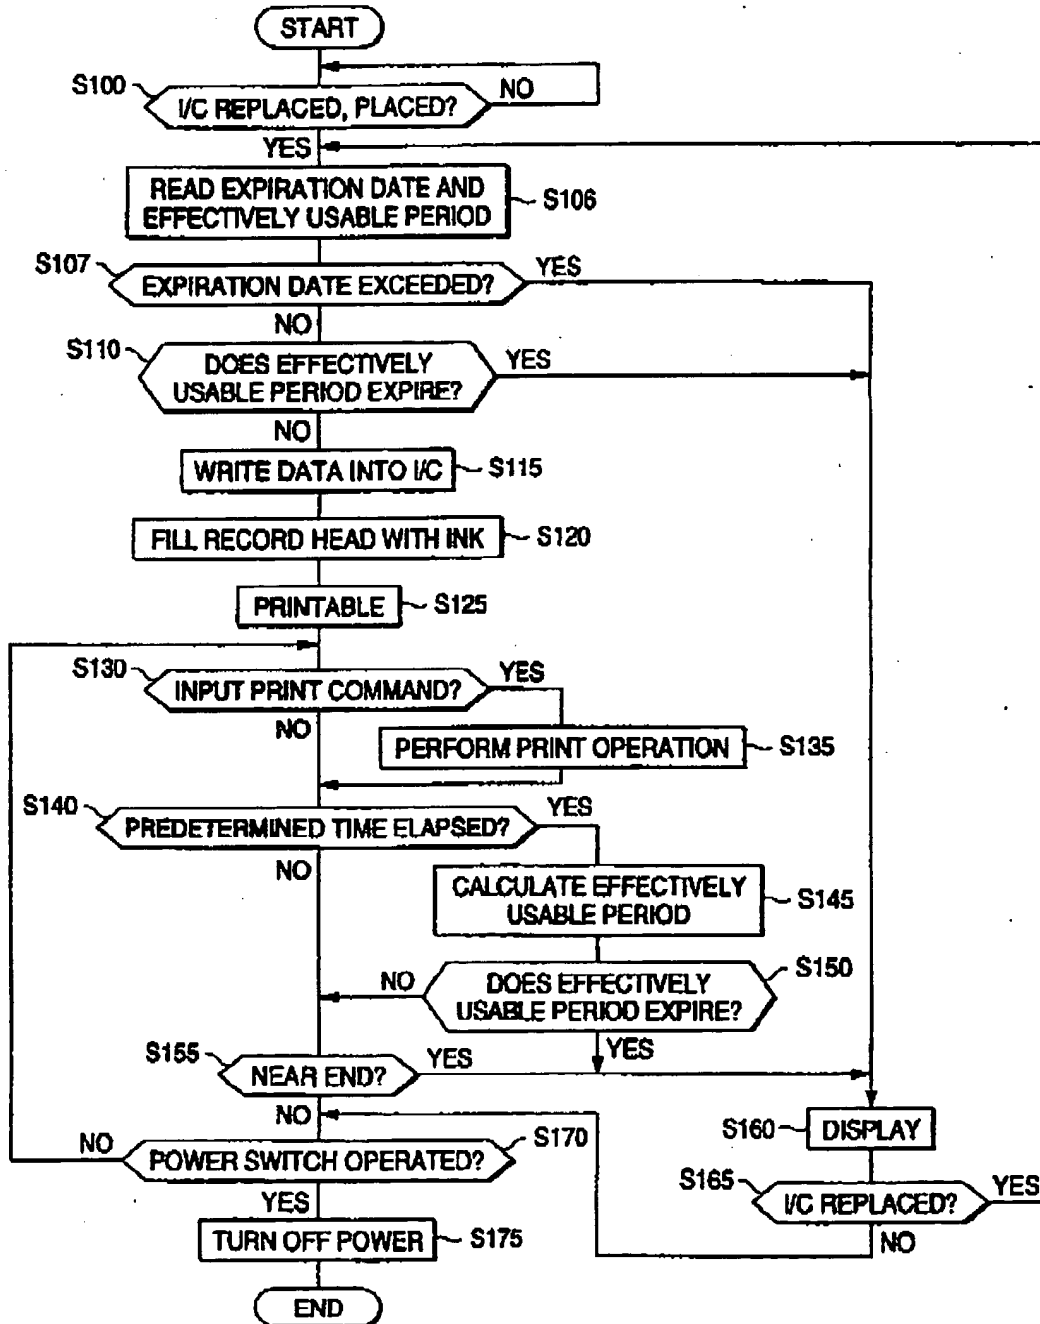 START
S100
I/C REPLACED, PLACED?
NO
YES
READ EXPIRATION DATE AND
EFFECTIVELY USABLE PERIOD
S106
S107
EXPIRATION DATE EXCEEDED?
YES
NO
S110
DOES EFFECTIVELY
USABLE PERIOD EXPIRE?
YES
NO
WRITE DATA INTO I/C
S115
FILL RECORD HEAD WITH INK
S120
PRINTABLE
S125
S130
INPUT PRINT COMMAND?
YES
NO
PERFORM PRINT OPERATION
S135
S140
PREDETERMINED TIME ELAPSED?
YES
NO
CALCULATE EFFECTIVELY
USABLE PERIOD
S145
DOES EFFECTIVELY
USABLE PERIOD EXPIRE?
S150
NO
YES
S155
NEAR END?
YES
NO
S160
DISPLAY
S165
I/C REPLACED?
YES
NO
POWER SWITCH OPERATED?
S170
NO
YES
TURN OFF POWER
S175
END